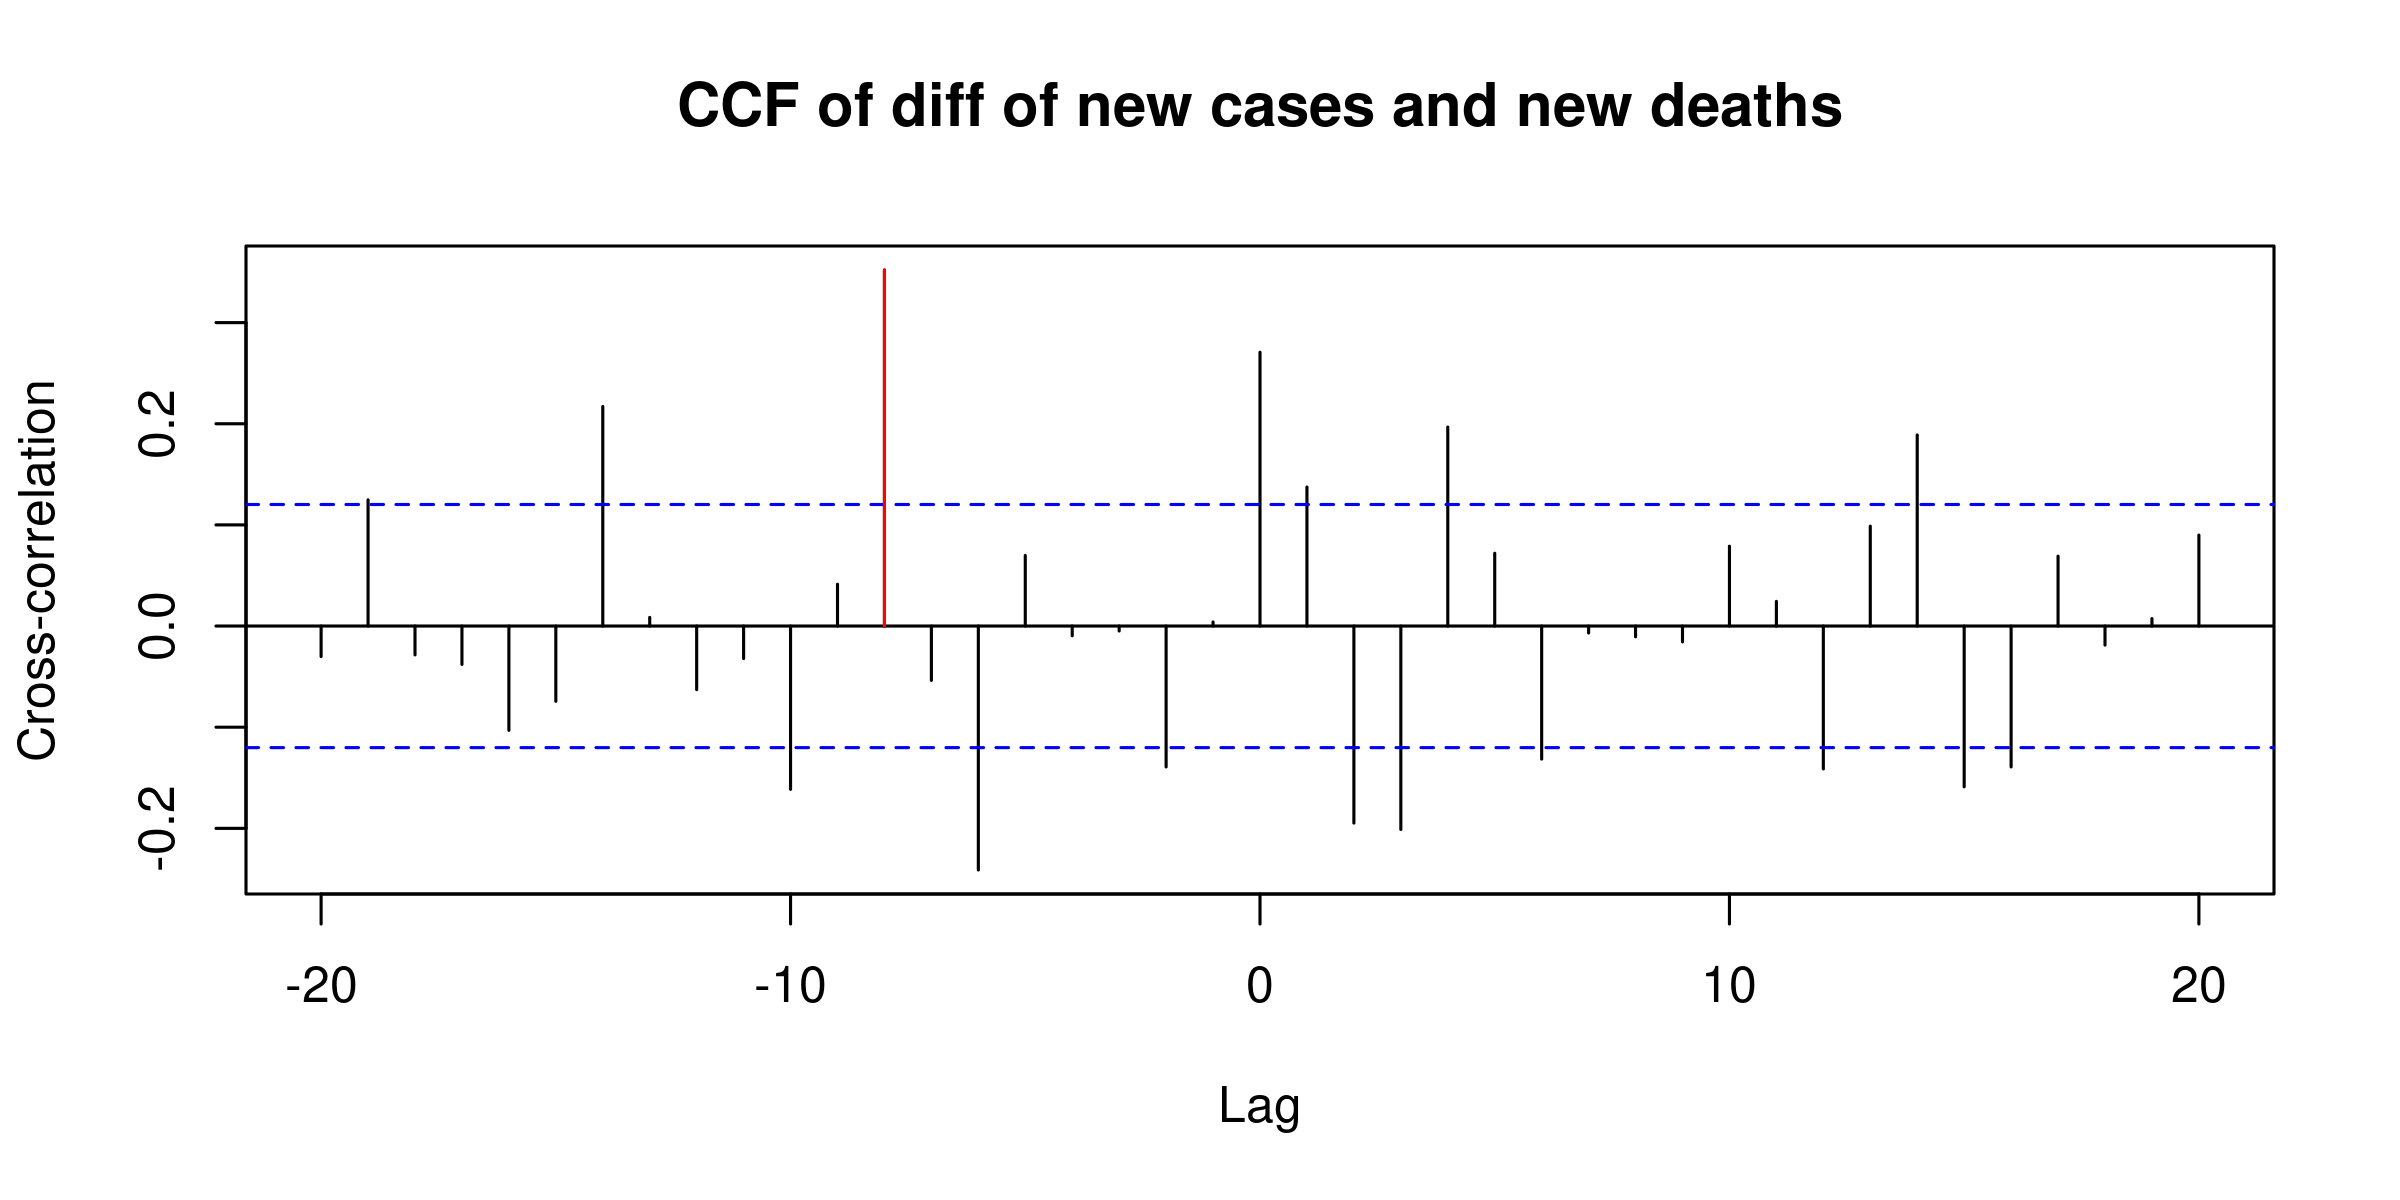 CCF of diff of new cases and new deaths
Cross-correlation
0.2
0.0
-0.2
-20 -10 0 10 20
Lag